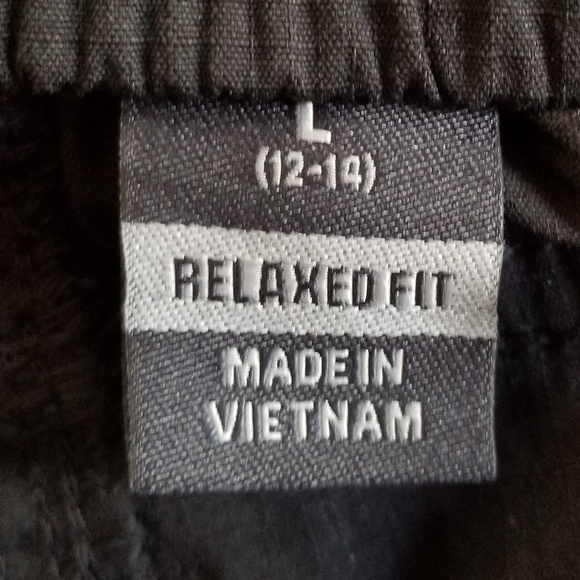 L
(12-14)
RELAXED FIT
MADE IN
VIETNAM